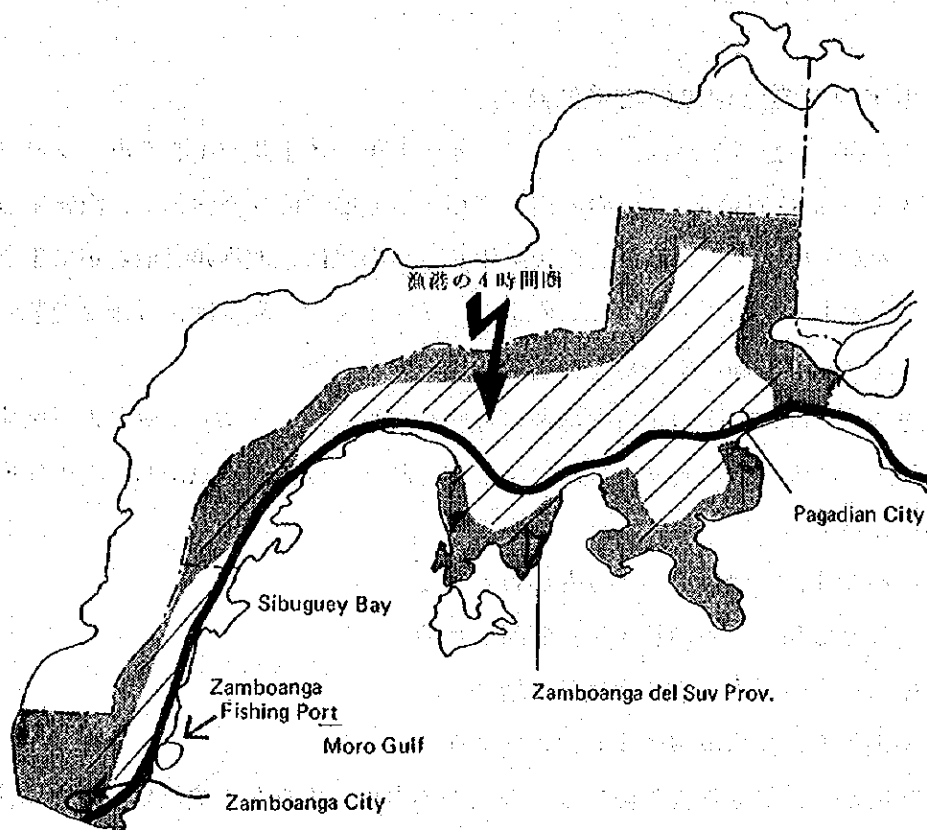 漁港の4時間圏
Pagadian City
Sibuguey Bay
Zamboanga del Suv Prov.
Zamboanga
Fishing Port
Moro Gulf
Zamboanga City